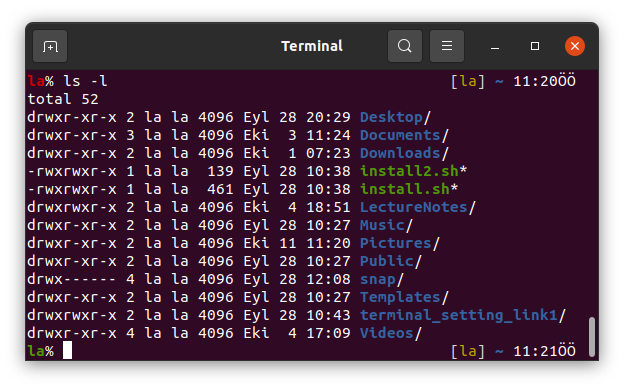 Terminal
la% ls -l [la] ~ 11:20ÖÖ
total 52
drwxr-xr-x 2 la la 4096 Eyl 28 20:29 Desktop/
drwxr-xr-x 3 la la 4096 Eki  3 11:24 Documents/
drwxr-xr-x 2 la la 4096 Eki  1 07:23 Downloads/
-rwxrwxr-x 1 la la  139 Eyl 28 10:38 install2.sh*
-rwxrwxr-x 1 la la  461 Eyl 28 10:38 install.sh*
drwxrwxr-x 2 la la 4096 Eki  4 18:51 LectureNotes/
drwxr-xr-x 2 la la 4096 Eyl 28 10:27 Music/
drwxr-xr-x 2 la la 4096 Eki 11 11:20 Pictures/
drwxr-xr-x 2 la la 4096 Eyl 28 10:27 Public/
drwx------ 4 la la 4096 Eyl 28 12:08 snap/
drwxr-xr-x 2 la la 4096 Eyl 28 10:27 Templates/
drwxrwxr-x 2 la la 4096 Eyl 28 10:43 terminal_setting_link1/
drwxr-xr-x 4 la la 4096 Eki  4 17:09 Videos/
la% [la] ~ 11:21ÖÖ